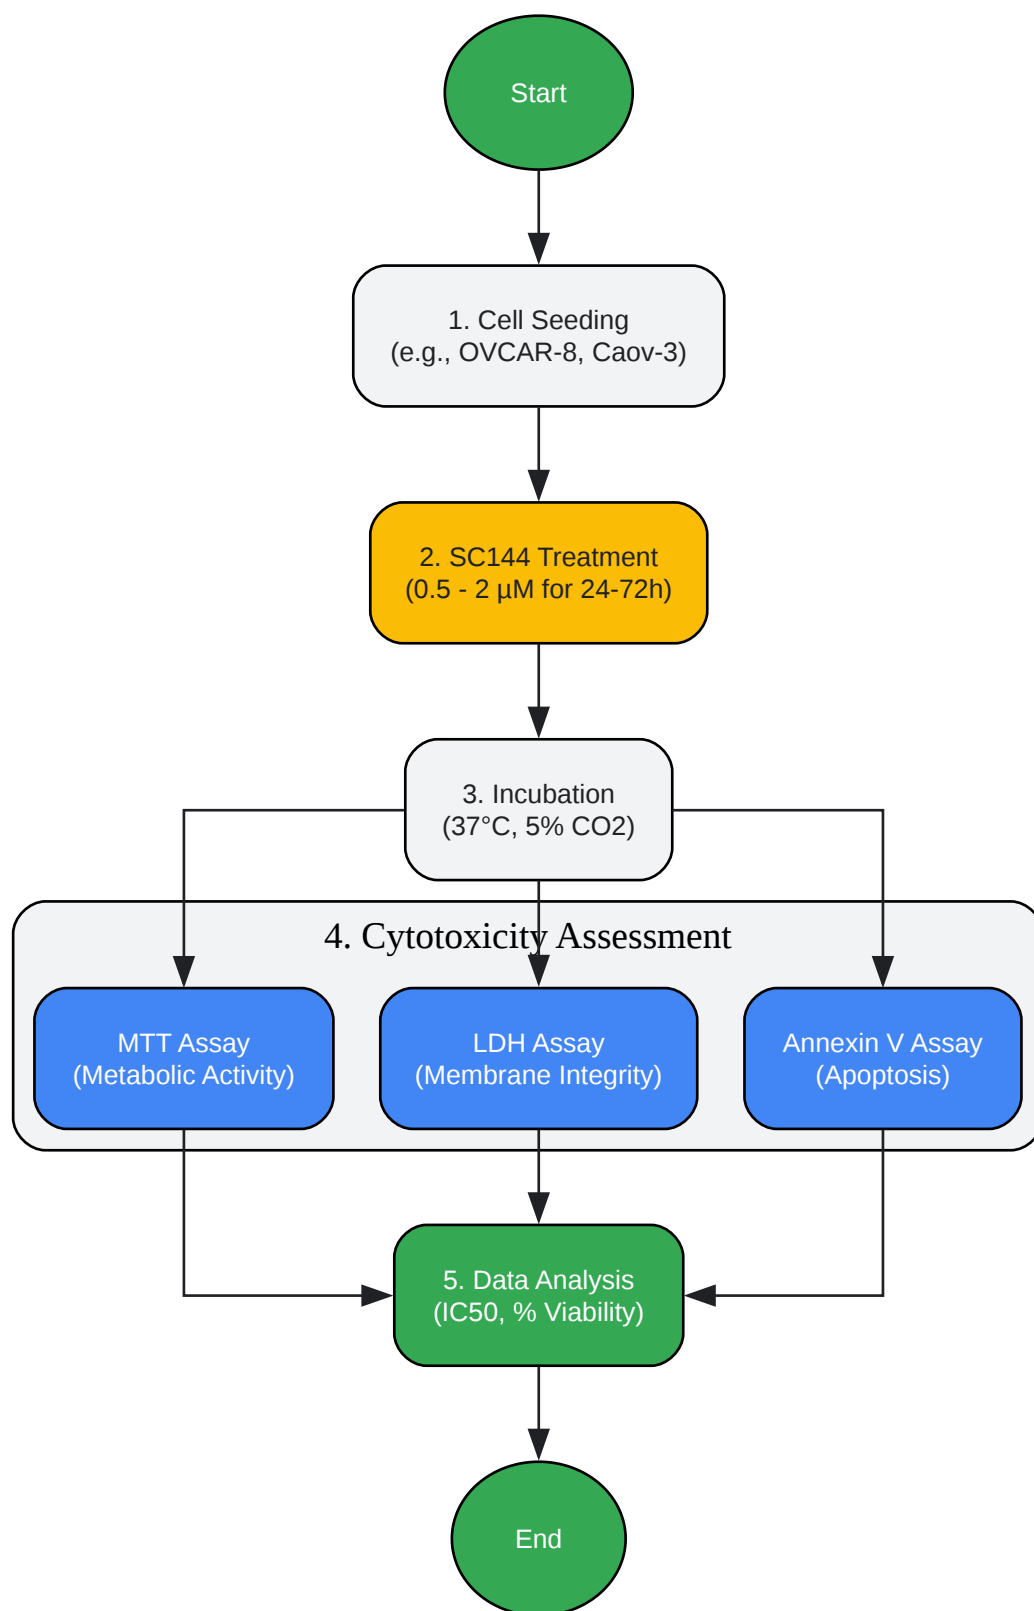 Start
1. Cell Seeding
(e.g., OVCAR-8, Caov-3)
2. SC144 Treatment
(0.5 - 2 µM for 24-72h)
3. Incubation
(37°C, 5% CO2)
4. Cytotoxicity Assessment
MTT Assay
(Metabolic Activity)
LDH Assay
(Membrane Integrity)
Annexin V Assay
(Apoptosis)
5. Data Analysis
(IC50, % Viability)
End